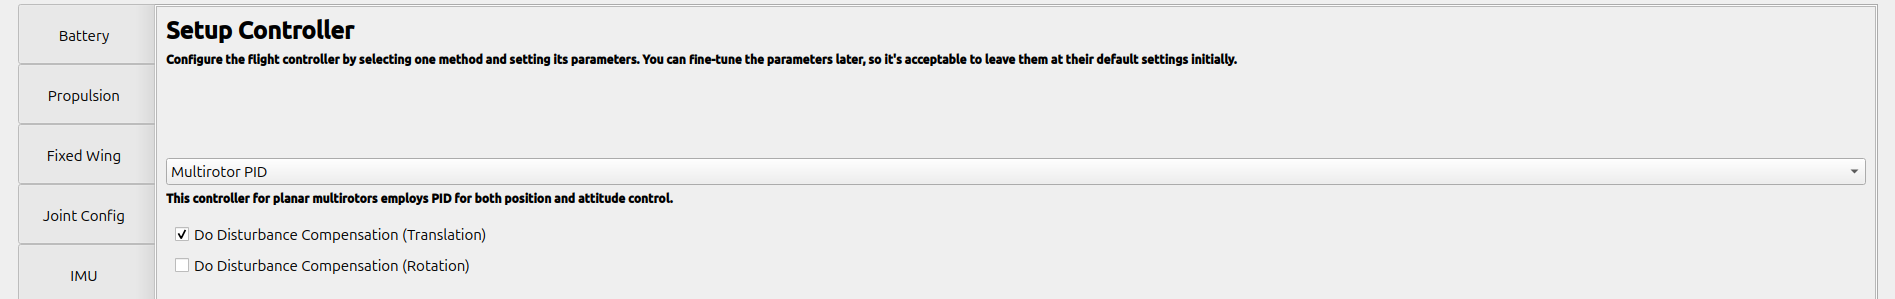 Battery
Propulsion
Fixed Wing
Joint Config
IMU
Setup Controller
Configure the flight controller by selecting one method and setting its parameters. You can fine-tune the parameters later, so it's acceptable to leave them at their default settings initially.
Multirotor PID
This controller for planar multirotors employs PID for both position and attitude control.
Do Disturbance Compensation (Translation)
Do Disturbance Compensation (Rotation)